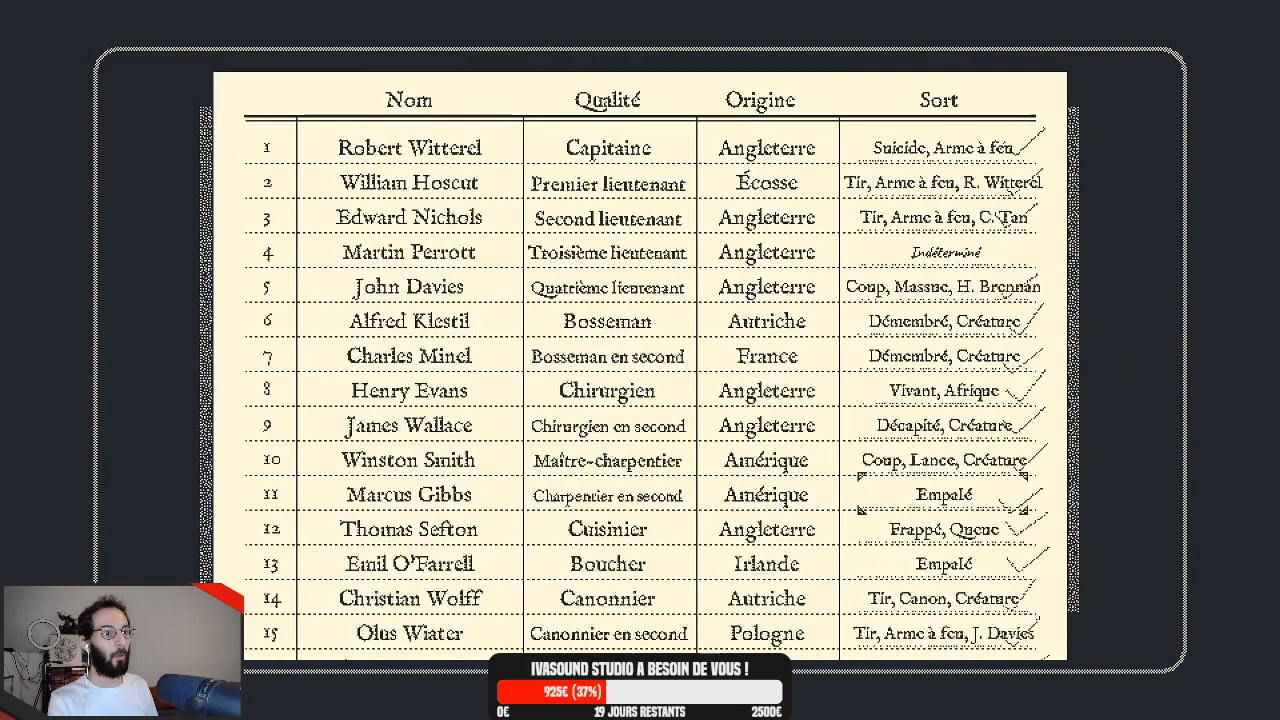 Nom Qualité Origine Sort
1 Robert Witterel Capitaine Angleterre Suicide, Arme à feu
2 William Hoscut Premier lieutenant Écosse Tir, Arme à feu, R. Witterel
3 Edward Nichols Second lieutenant Angleterre Tir, Arme à feu, C. Tan
4 Martin Perrott Troisième lieutenant Angleterre Indéterminé
5 John Davies Quatrième lieutenant Angleterre Coup, Massue, H. Brennan
6 Alfred Klestil Bosseman Autriche Démembré, Créature
7 Charles Minel Bosseman en second France Démembré, Créature
8 Henry Evans Chirurgien Angleterre Vivant, Afrique
9 James Wallace Chirurgien en second Angleterre Décapité, Créature
10 Winston Smith Maître-charpentier Amérique Coup, Lance, Créature
11 Marcus Gibbs Charpentier en second Amérique Empalé
12 Thomas Sefton Cuisinier Angleterre Frappé, Queue
13 Emil O'Farrell Boucher Irlande Empalé
14 Christian Wolff Canonnier Autriche Tir, Canon, Créature
15 Olus Wiater Canonnier en second Pologne Tir, Arme à feu, J. Davies
IVASOUND STUDIO A BESOIN DE VOUS !
925€ (37%)
0€ 19 JOURS RESTANTS 2500€